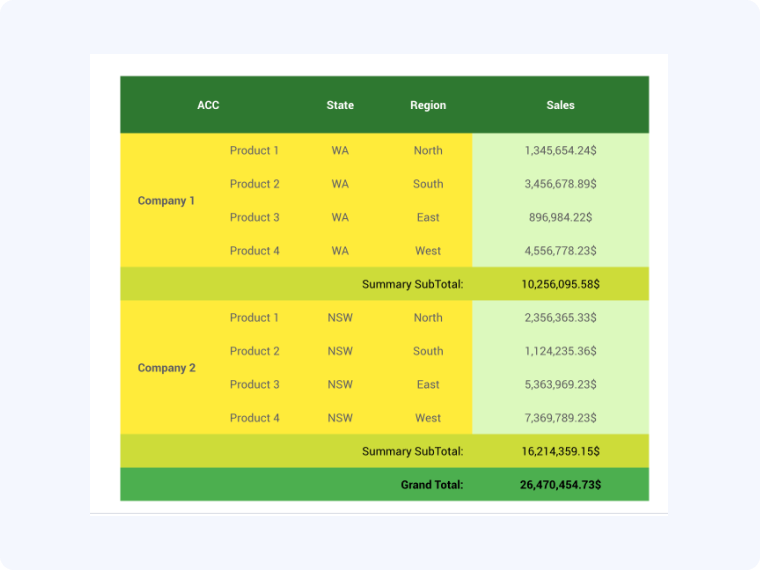 ACC State Region Sales
Product 1 WA North 1,345,654.24$
Product 2 WA South 3,456,678.89$
Company 1
Product 3 WA East 896,984.22$
Product 4 WA West 4,556,778.23$
Summary SubTotal: 10,256,095.58$
Product 1 NSW North 2,356,365.33$
Product 2 NSW South 1,124,235.36$
Company 2
Product 3 NSW East 5,363,969.23$
Product 4 NSW West 7,369,789.23$
Summary SubTotal: 16,214,359.15$
Grand Total: 26,470,454.73$